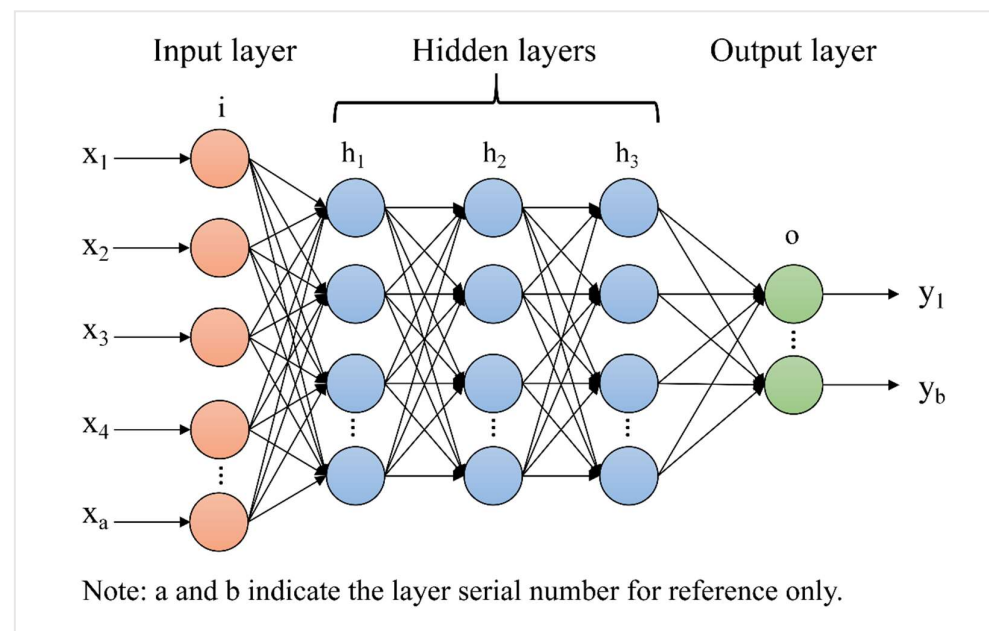 Input layer Hidden layers Output layer
i
h₁ h₂ h₃
x₁
x₂
x₃
x₄
⋮
xₐ
⋮ ⋮ ⋮
o
y₁
⋮
y_b
Note: a and b indicate the layer serial number for reference only.